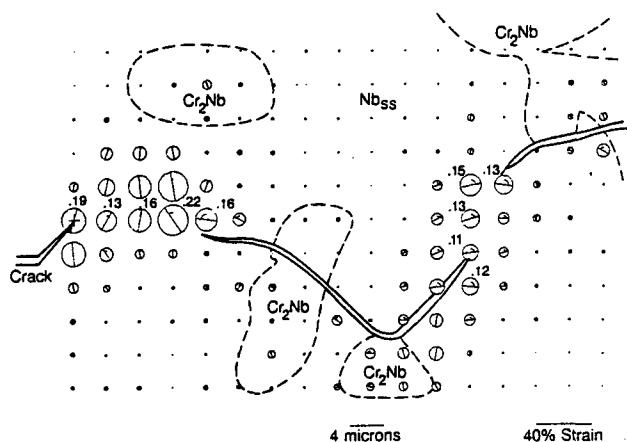 Cr2Nb
Cr2Nb
NbSS
.15
.13
.19
.13
.16
.22
.16
.13
.11
.12
Crack
Cr2Nb
Cr2Nb
4 microns
40% Strain